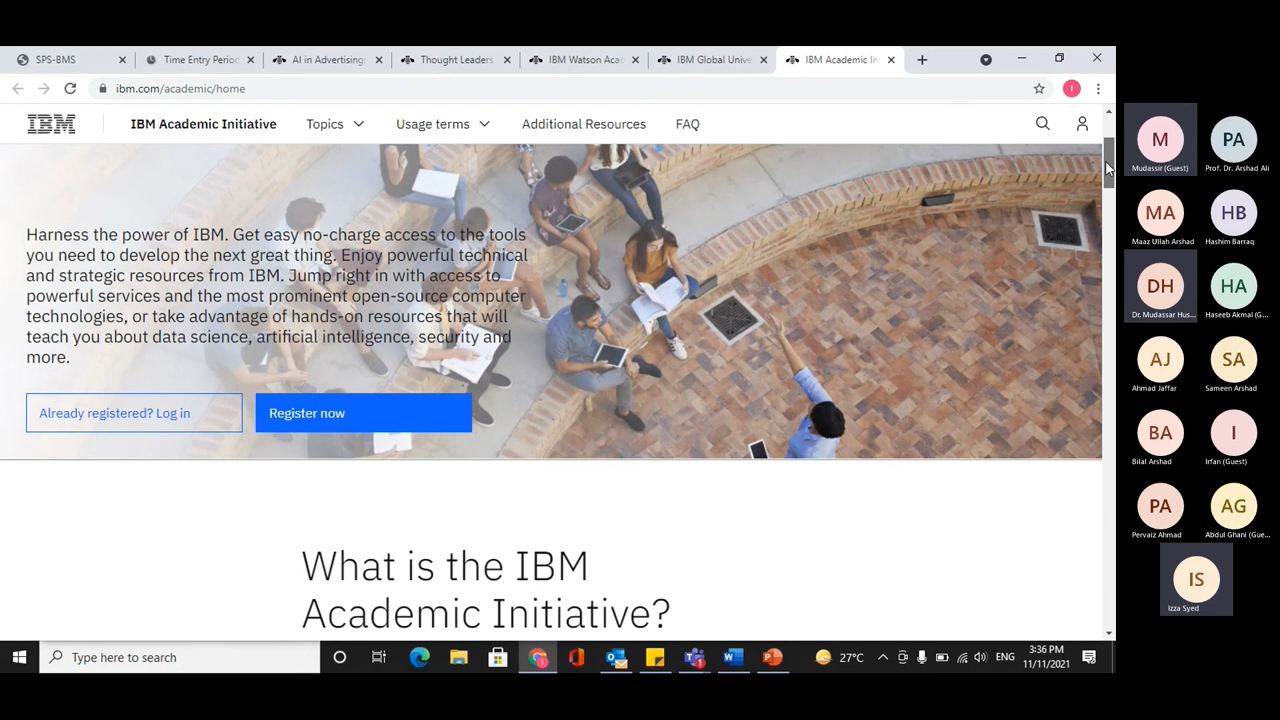 SPS-BMS
Time Entry Perio
AI in Advertising
Thought Leaders
IBM Watson Aca
IBM Global Unive
IBM Academic In
ibm.com/academic/home
I
IBM
IBM Academic Initiative
Topics
Usage terms
Additional Resources
FAQ
Harness the power of IBM. Get easy no-charge access to the tools
you need to develop the next great thing. Enjoy powerful technical
and strategic resources from IBM. Jump right in with access to
powerful services and the most prominent open-source computer
technologies, or take advantage of hands-on resources that will
teach you about data science, artificial intelligence, security and
more.
Already registered? Log in
Register now
What is the IBM
Academic Initiative?
Type here to search
27°C
ENG
3:36 PM
11/11/2021
M
Mudassir (Guest)
PA
Prof. Dr. Arshad Ali
MA
Maaz Ullah Arshad
HB
Hashim Barraq
DH
Dr. Mudassar Hus...
HA
Haseeb Akmal (G...
AJ
Ahmad Jaffar
SA
Sameen Arshad
BA
Bilal Arshad
I
Irfan (Guest)
PA
Pervaiz Ahmad
AG
Abdul Ghani (Gue...
IS
Izza Syed